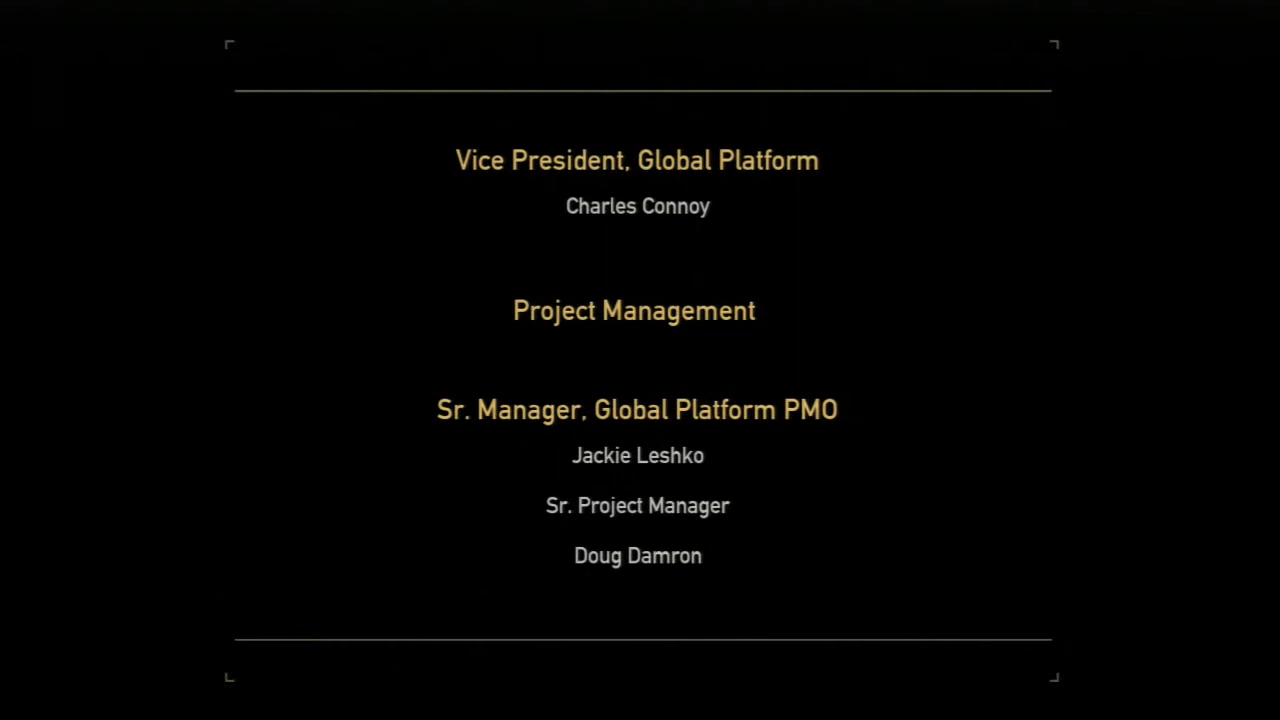 Vice President, Global Platform
Charles Connoy
Project Management
Sr. Manager, Global Platform PMO
Jackie Leshko
Sr. Project Manager
Doug Damron